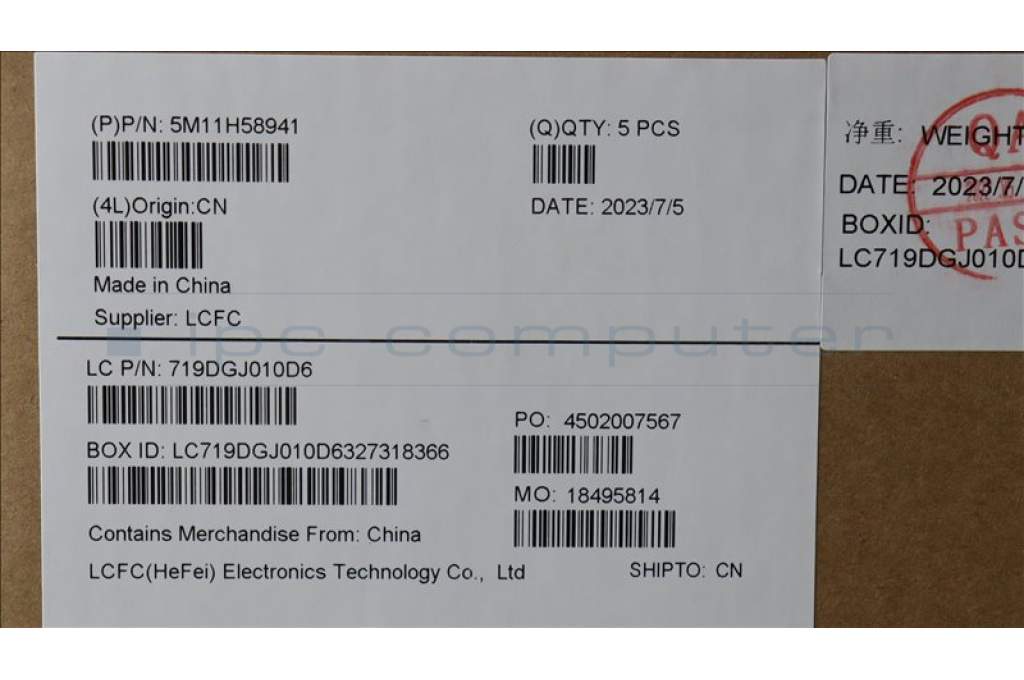 (P)P/N: 5M11H58941
(Q)QTY: 5 PCS
(4L)Origin:CN
DATE: 2023/7/5
Made in China
Supplier: LCFC
ipc computer
LC P/N: 719DGJ010D6
PO: 4502007567
BOX ID: LC719DGJ010D6327318366
MO: 18495814
Contains Merchandise From: China
LCFC(HeFei) Electronics Technology Co., Ltd
SHIPTO: CN
净重: WEIGHT
DATE: 2023/7/
BOXID:
LC719DGJ010D
QA
PAS